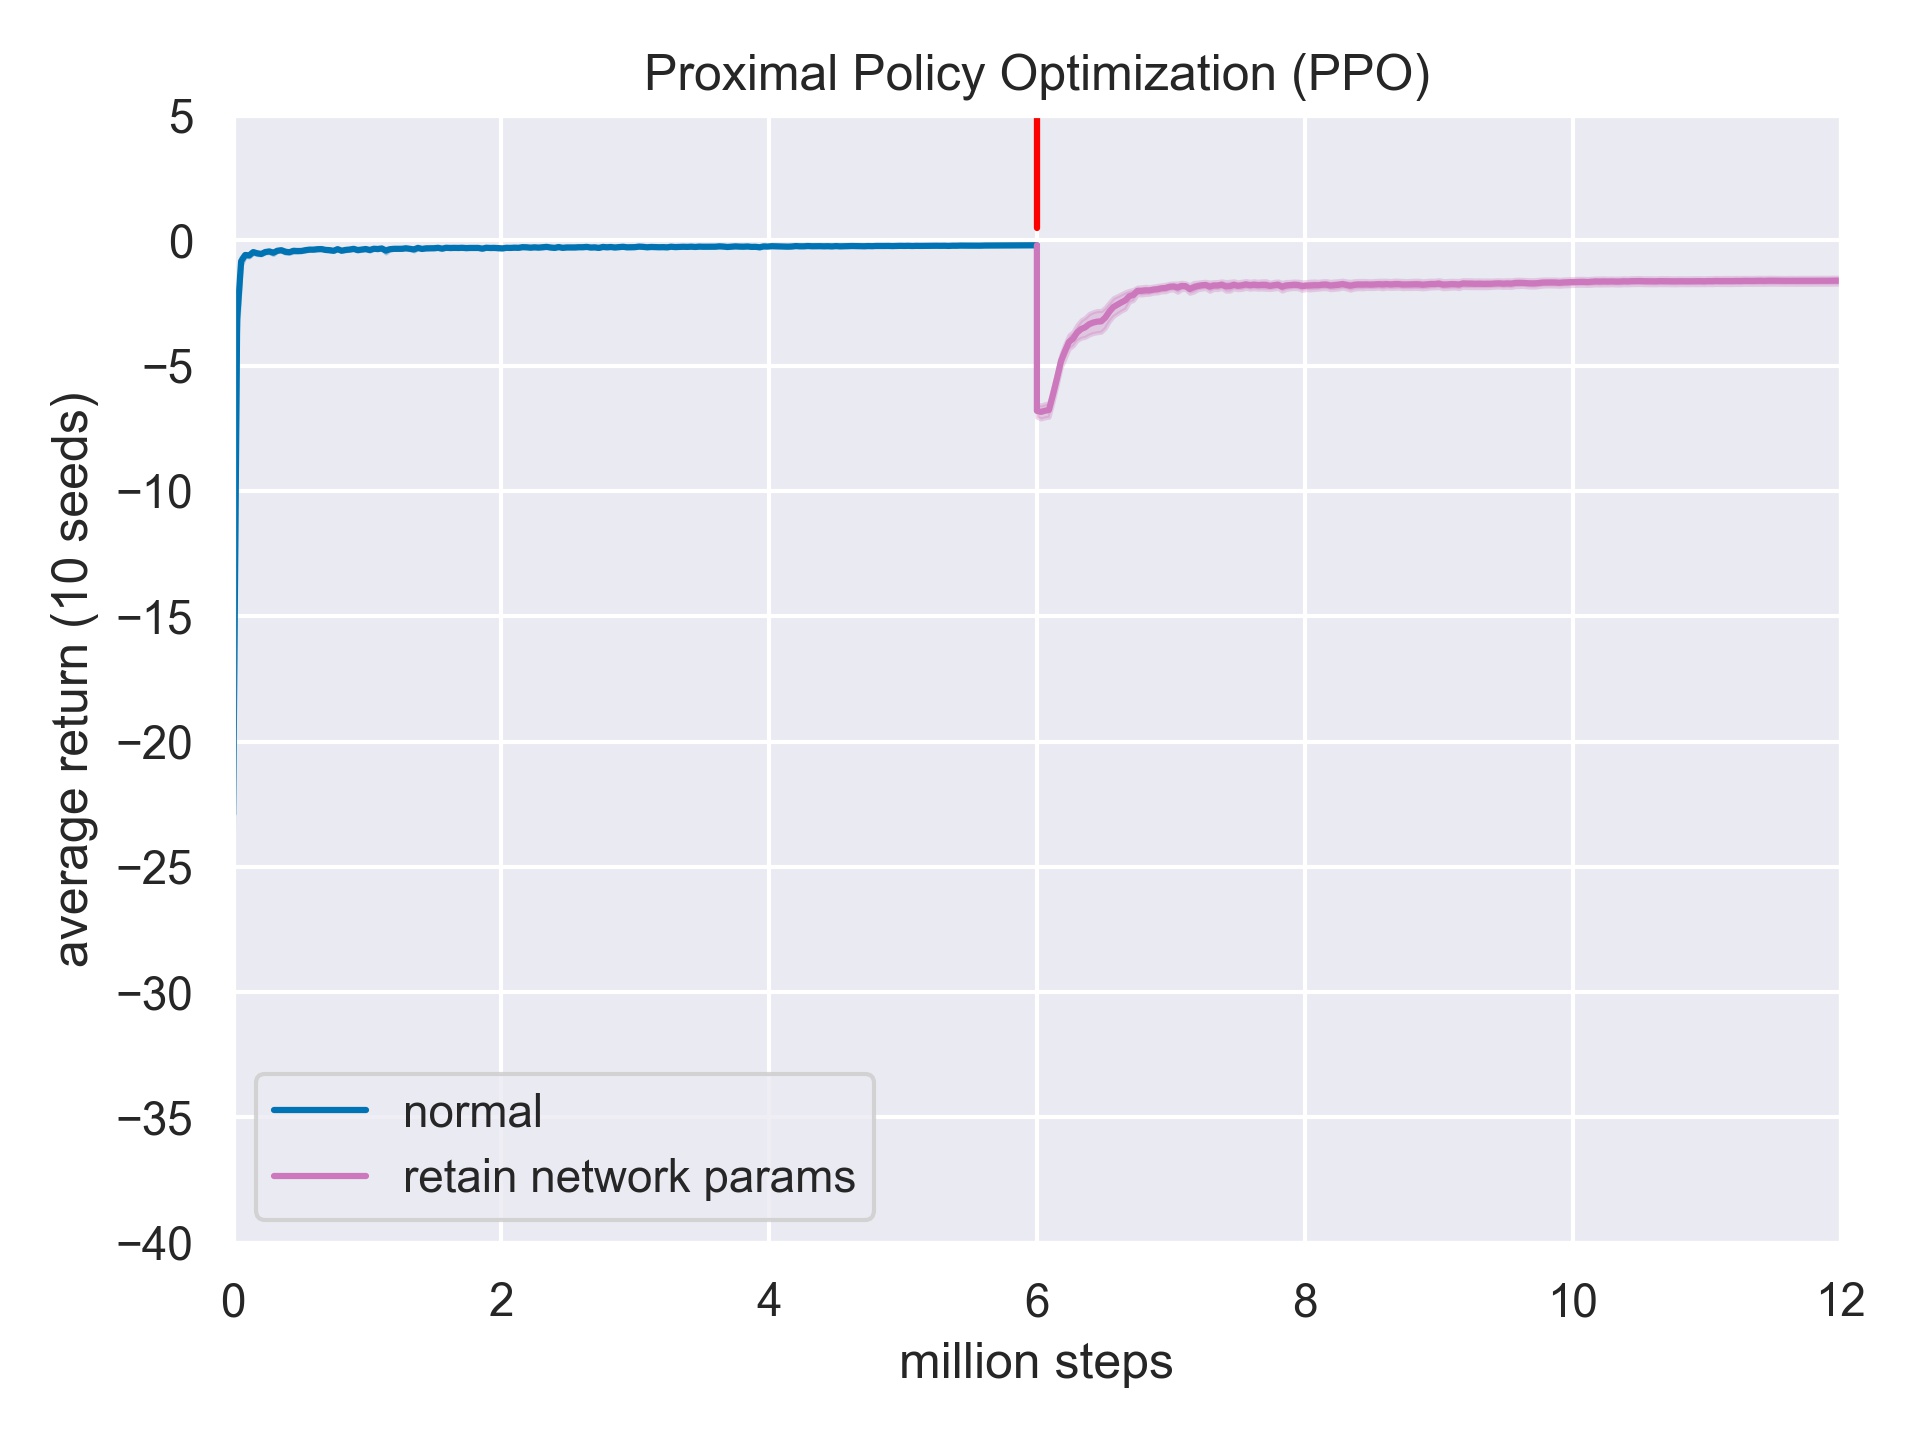 Proximal Policy Optimization (PPO)
5
0
−5
−10
−15
−20
−25
−30
−35
−40
average return (10 seeds)
normal
retain network params
0 2 4 6 8 10 12
million steps